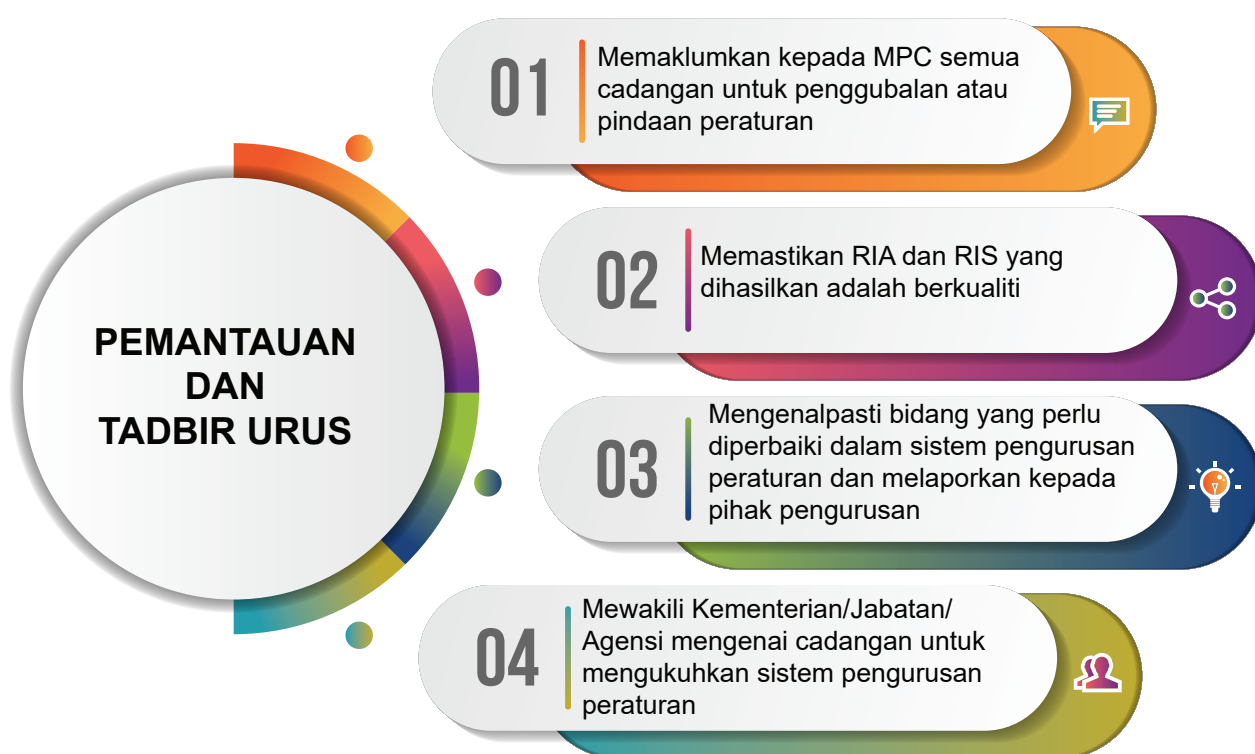 PEMANTAUAN
DAN
TADBIR URUS
01
Memaklumkan kepada MPC semua
cadangan untuk penggubalan atau
pindaan peraturan
02
Memastikan RIA dan RIS yang
dihasilkan adalah berkualiti
03
Mengenalpasti bidang yang perlu
diperbaiki dalam sistem pengurusan
peraturan dan melaporkan kepada
pihak pengurusan
04
Mewakili Kementerian/Jabatan/
Agensi mengenai cadangan untuk
mengukuhkan sistem pengurusan
peraturan